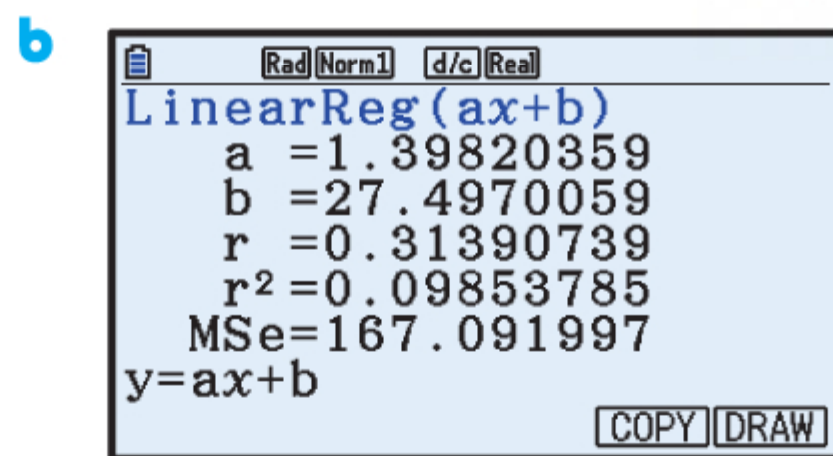 b
Rad Norm1 d/c Real
LinearReg(ax+b)
a =1.39820359
b =27.4970059
r =0.31390739
r²=0.09853785
MSe=167.091997
y=ax+b
COPY DRAW